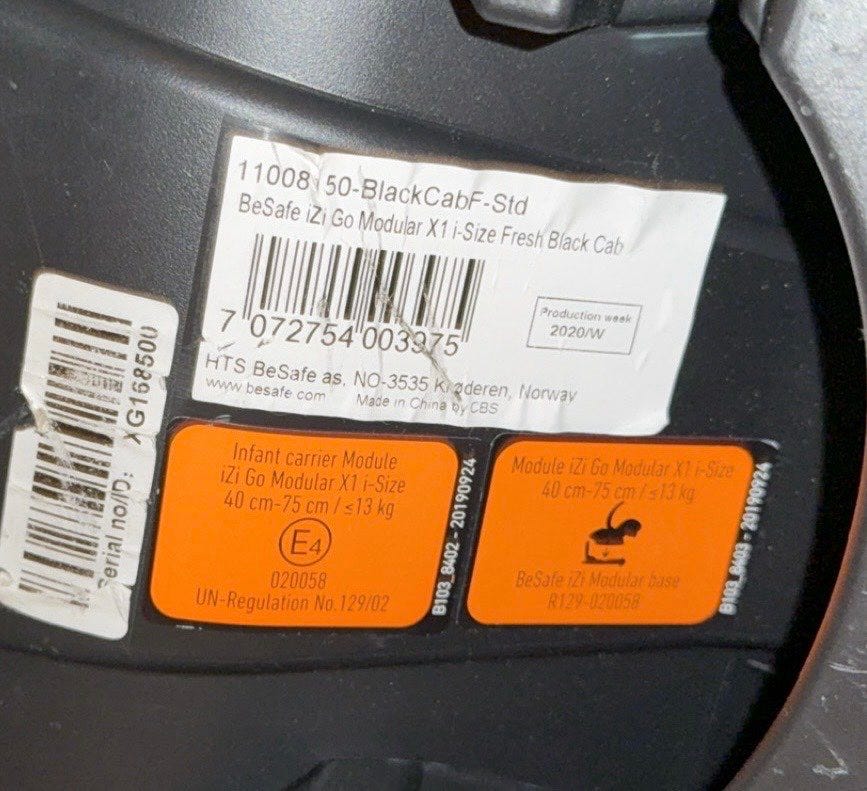 11008150-BlackCabF-Std
BeSafe iZi Go Modular X1 i-Size Fresh Black Cab
7 072754 003975
Production week
2020/W
HTS BeSafe as, NO-3535 Krøderen, Norway
www.besafe.com Made in China by CBS
Serial no/ID: XG168500
Infant carrier Module
iZi Go Modular X1 i-Size
40 cm-75 cm / ≤13 kg
E4
020058
UN-Regulation No.129/02
B103_8402 - 20190924
Module iZi Go Modular X1 i-Size
40 cm-75 cm / ≤13 kg
BeSafe iZi Modular base
R129-020058
B103_8403 - 20190924